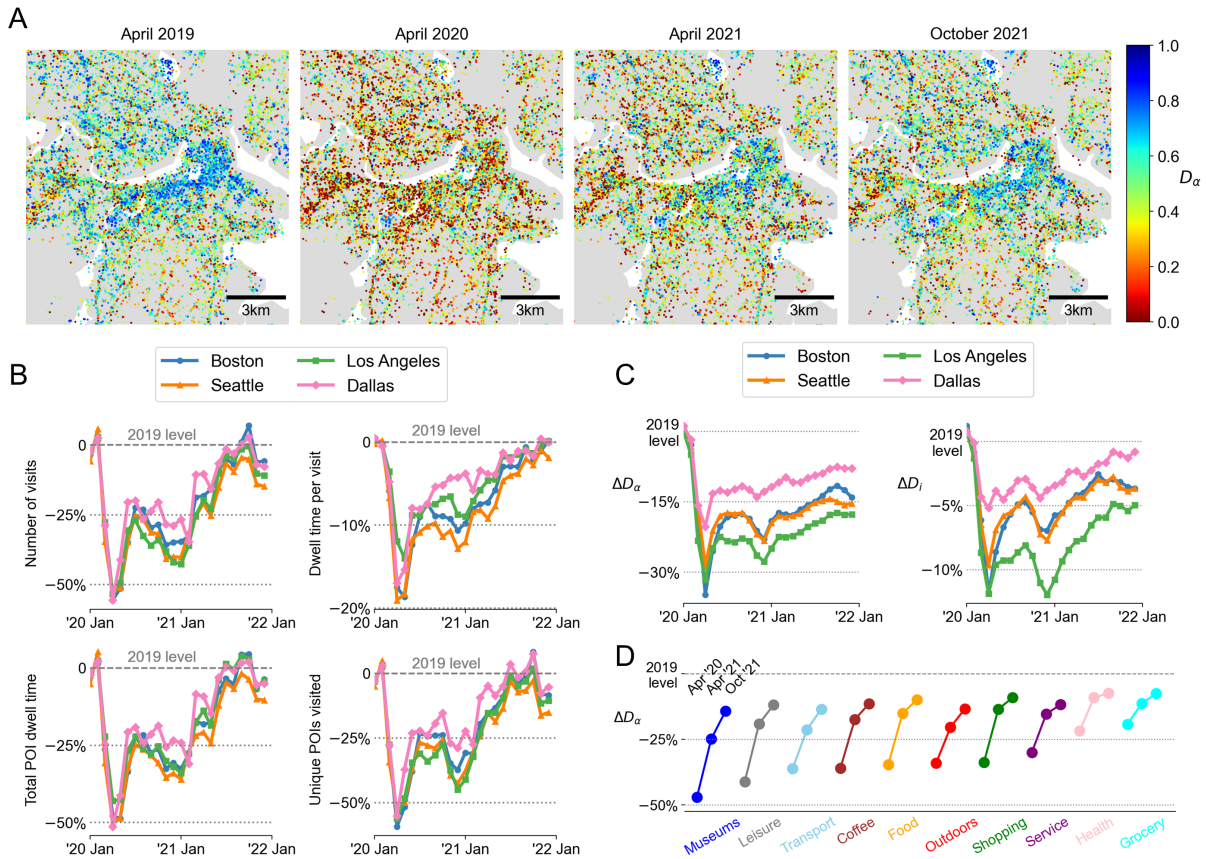 A
April 2019
April 2020
April 2021
October 2021
3km
3km
3km
3km
1.0
0.8
0.6
0.4
0.2
0.0
Dα
B
Boston
Seattle
Los Angeles
Dallas
Number of visits
0
−25%
−50%
2019 level
'20 Jan
'21 Jan
'22 Jan
Dwell time per visit
0
−10%
−20%
2019 level
'20 Jan
'21 Jan
'22 Jan
Total POI dwell time
0
−25%
−50%
2019 level
'20 Jan
'21 Jan
'22 Jan
Unique POIs visited
0
−25%
−50%
2019 level
'20 Jan
'21 Jan
'22 Jan
C
Boston
Seattle
Los Angeles
Dallas
2019
level
ΔDα
−15%
−30%
'20 Jan
'21 Jan
'22 Jan
2019
level
ΔDi
−5%
−10%
'20 Jan
'21 Jan
'22 Jan
D
2019
level
ΔDα
−25%
−50%
Apr '20
Apr '21
Oct '21
Museums
Leisure
Transport
Coffee
Food
Outdoors
Shopping
Service
Health
Grocery